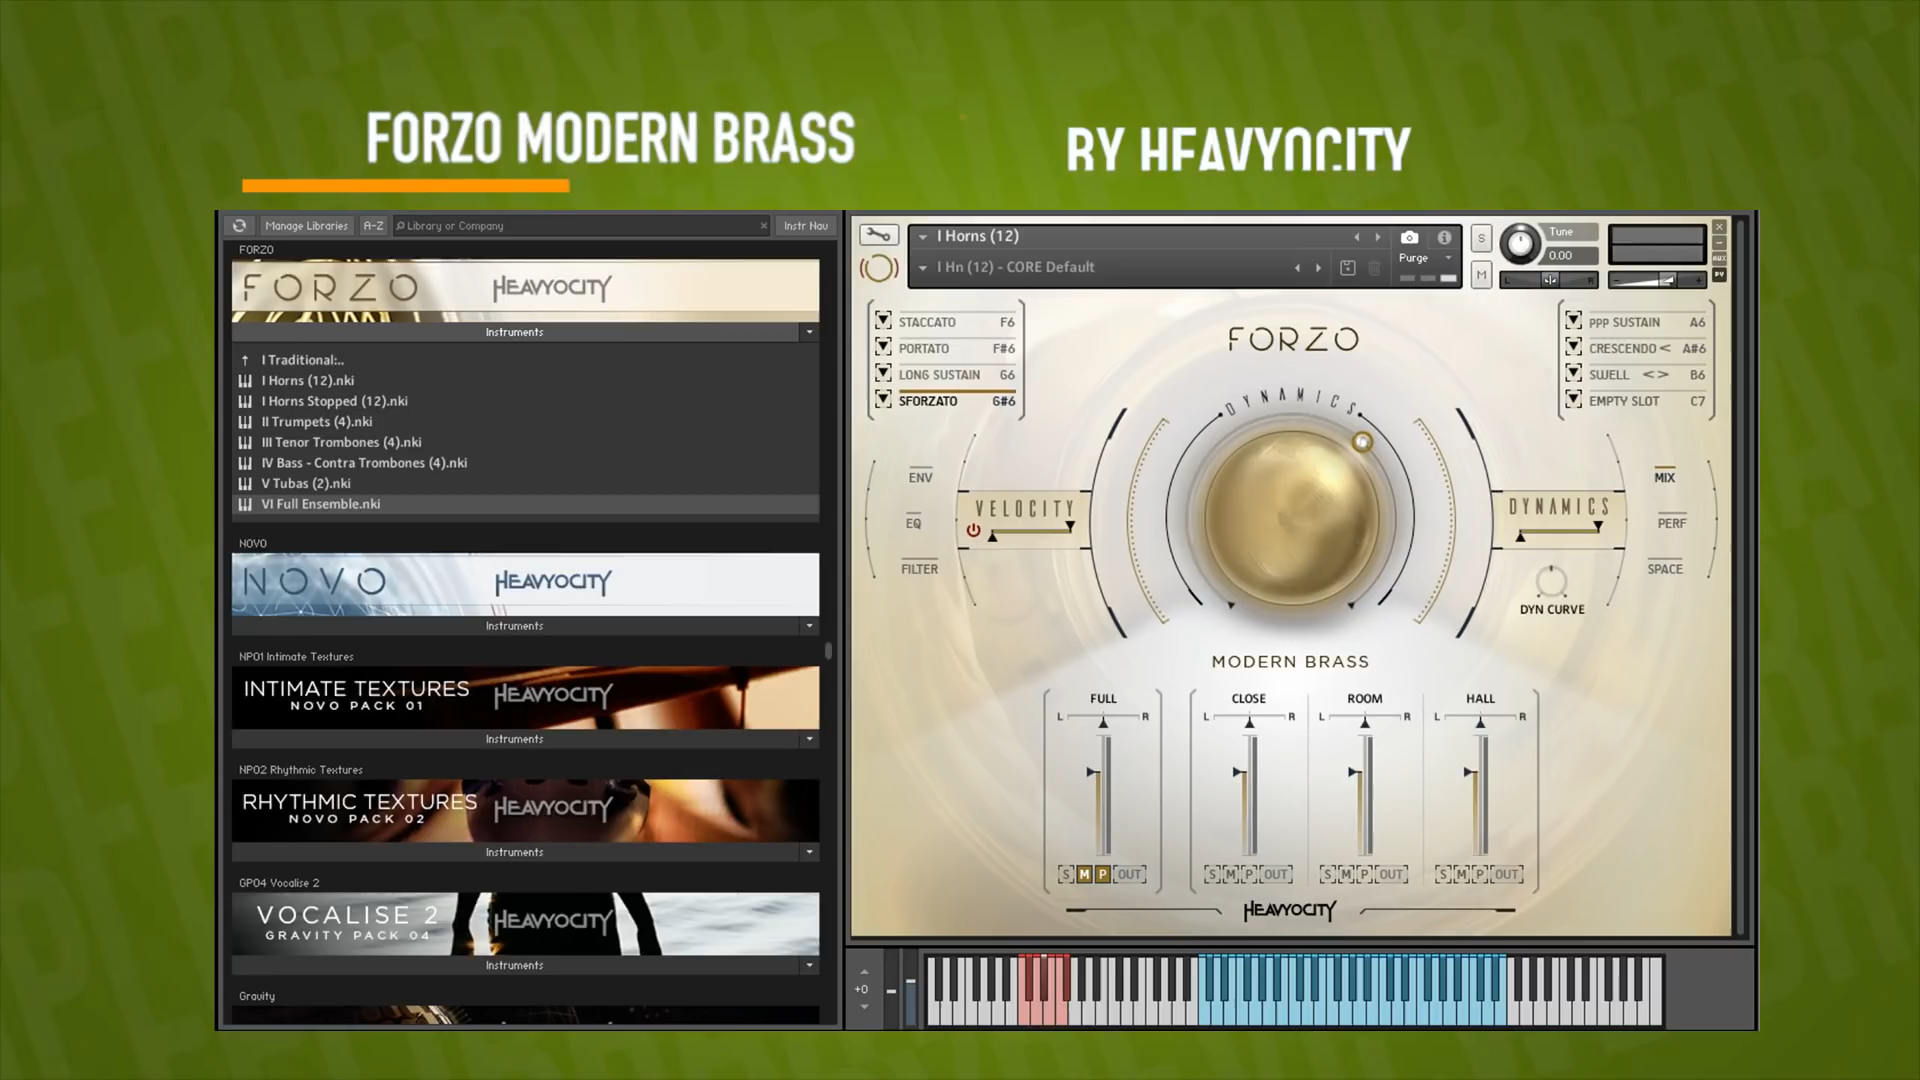 FORZO MODERN BRASS
BY HEAVYOCITY
Manage Libraries
A-Z
Library or Company
Instr Nav
FORZO
FORZO HEAVYOCITY
Instruments
I Traditional:..
I Horns (12).nki
I Horns Stopped (12).nki
II Trumpets (4).nki
III Tenor Trombones (4).nki
IV Bass - Contra Trombones (4).nki
V Tubas (2).nki
VI Full Ensemble.nki
NOVO
NOVO HEAVYOCITY
Instruments
NP01 Intimate Textures
INTIMATE TEXTURES
NOVO PACK 01
HEAVYOCITY
Instruments
NP02 Rhythmic Textures
RHYTHMIC TEXTURES
NOVO PACK 02
HEAVYOCITY
Instruments
GP04 Vocalise 2
VOCALISE 2
GRAVITY PACK 04
HEAVYOCITY
Instruments
Gravity
I Horns (12)
I Hn (12) - CORE Default
Purge
S
M
Tune
0.00
L R
AUX
PV
STACCATO F6
PORTATO F#6
LONG SUSTAIN G6
SFORZATO G#6
FORZO
PPP SUSTAIN A6
CRESCENDO < A#6
SWELL < > B6
EMPTY SLOT C7
DYNAMICS
ENV
EQ
FILTER
VELOCITY
DYNAMICS
DYN CURVE
MIX
PERF
SPACE
MODERN BRASS
FULL
L R
S M P OUT
CLOSE
L R
S M P OUT
ROOM
L R
S M P OUT
HALL
L R
S M P OUT
HEAVYOCITY
+0